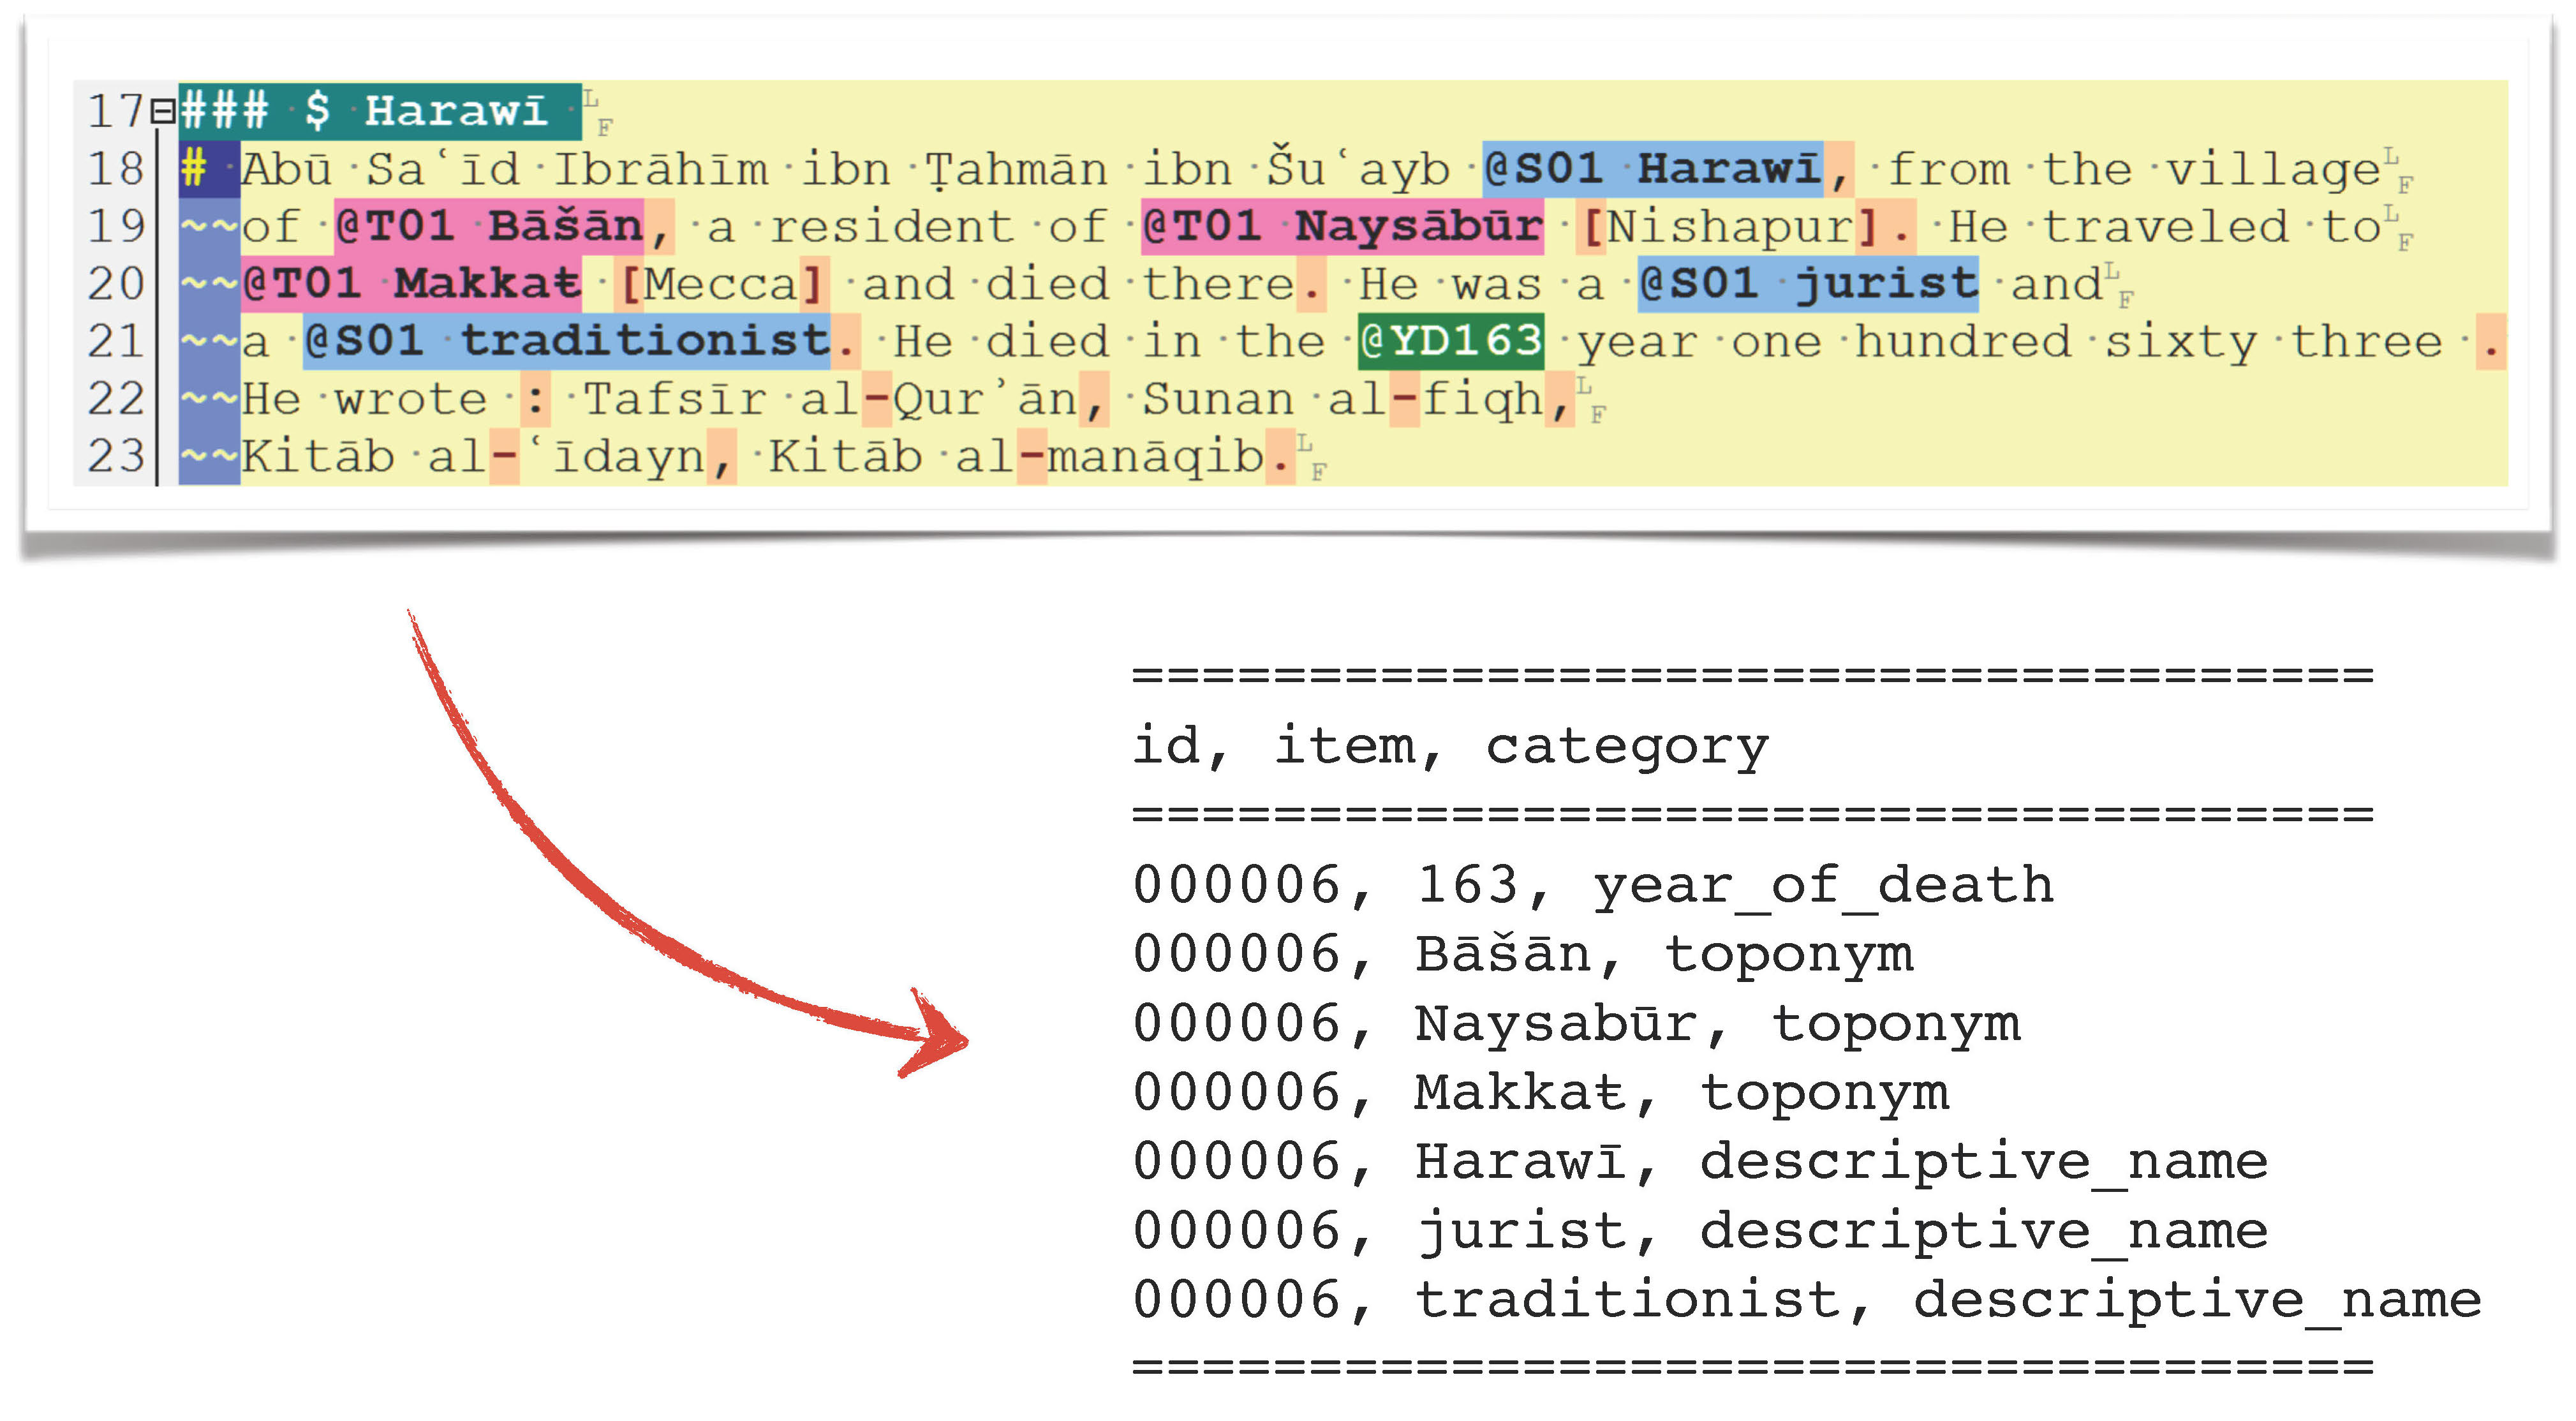 17 ### $ Harawī
18 # Abū Saʿīd Ibrāhīm ibn Ṭahmān ibn Šuʿayb @S01 Harawī, from the village
19 ~~of @T01 Bāšān, a resident of @T01 Naysābūr [Nishapur]. He traveled to
20 ~~@T01 Makkaŧ [Mecca] and died there. He was a @S01 jurist and
21 ~~a @S01 traditionist. He died in the @YD163 year one hundred sixty three .
22 ~~He wrote : Tafsīr al-Qurʾān, Sunan al-fiqh,
23 ~~Kitāb al-ʿīdayn, Kitāb al-manāqib.
===================================
id, item, category
===================================
000006, 163, year_of_death
000006, Bāšān, toponym
000006, Naysabūr, toponym
000006, Makkaŧ, toponym
000006, Harawī, descriptive_name
000006, jurist, descriptive_name
000006, traditionist, descriptive_name
===================================